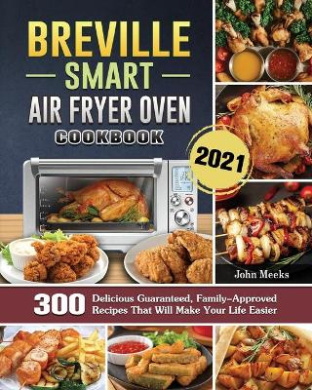 BREVILLE
SMART
AIR FRYER OVEN
COOKBOOK
2021
John Meeks
300 Delicious Guaranteed, Family-Approved
Recipes That Will Make Your Life Easier